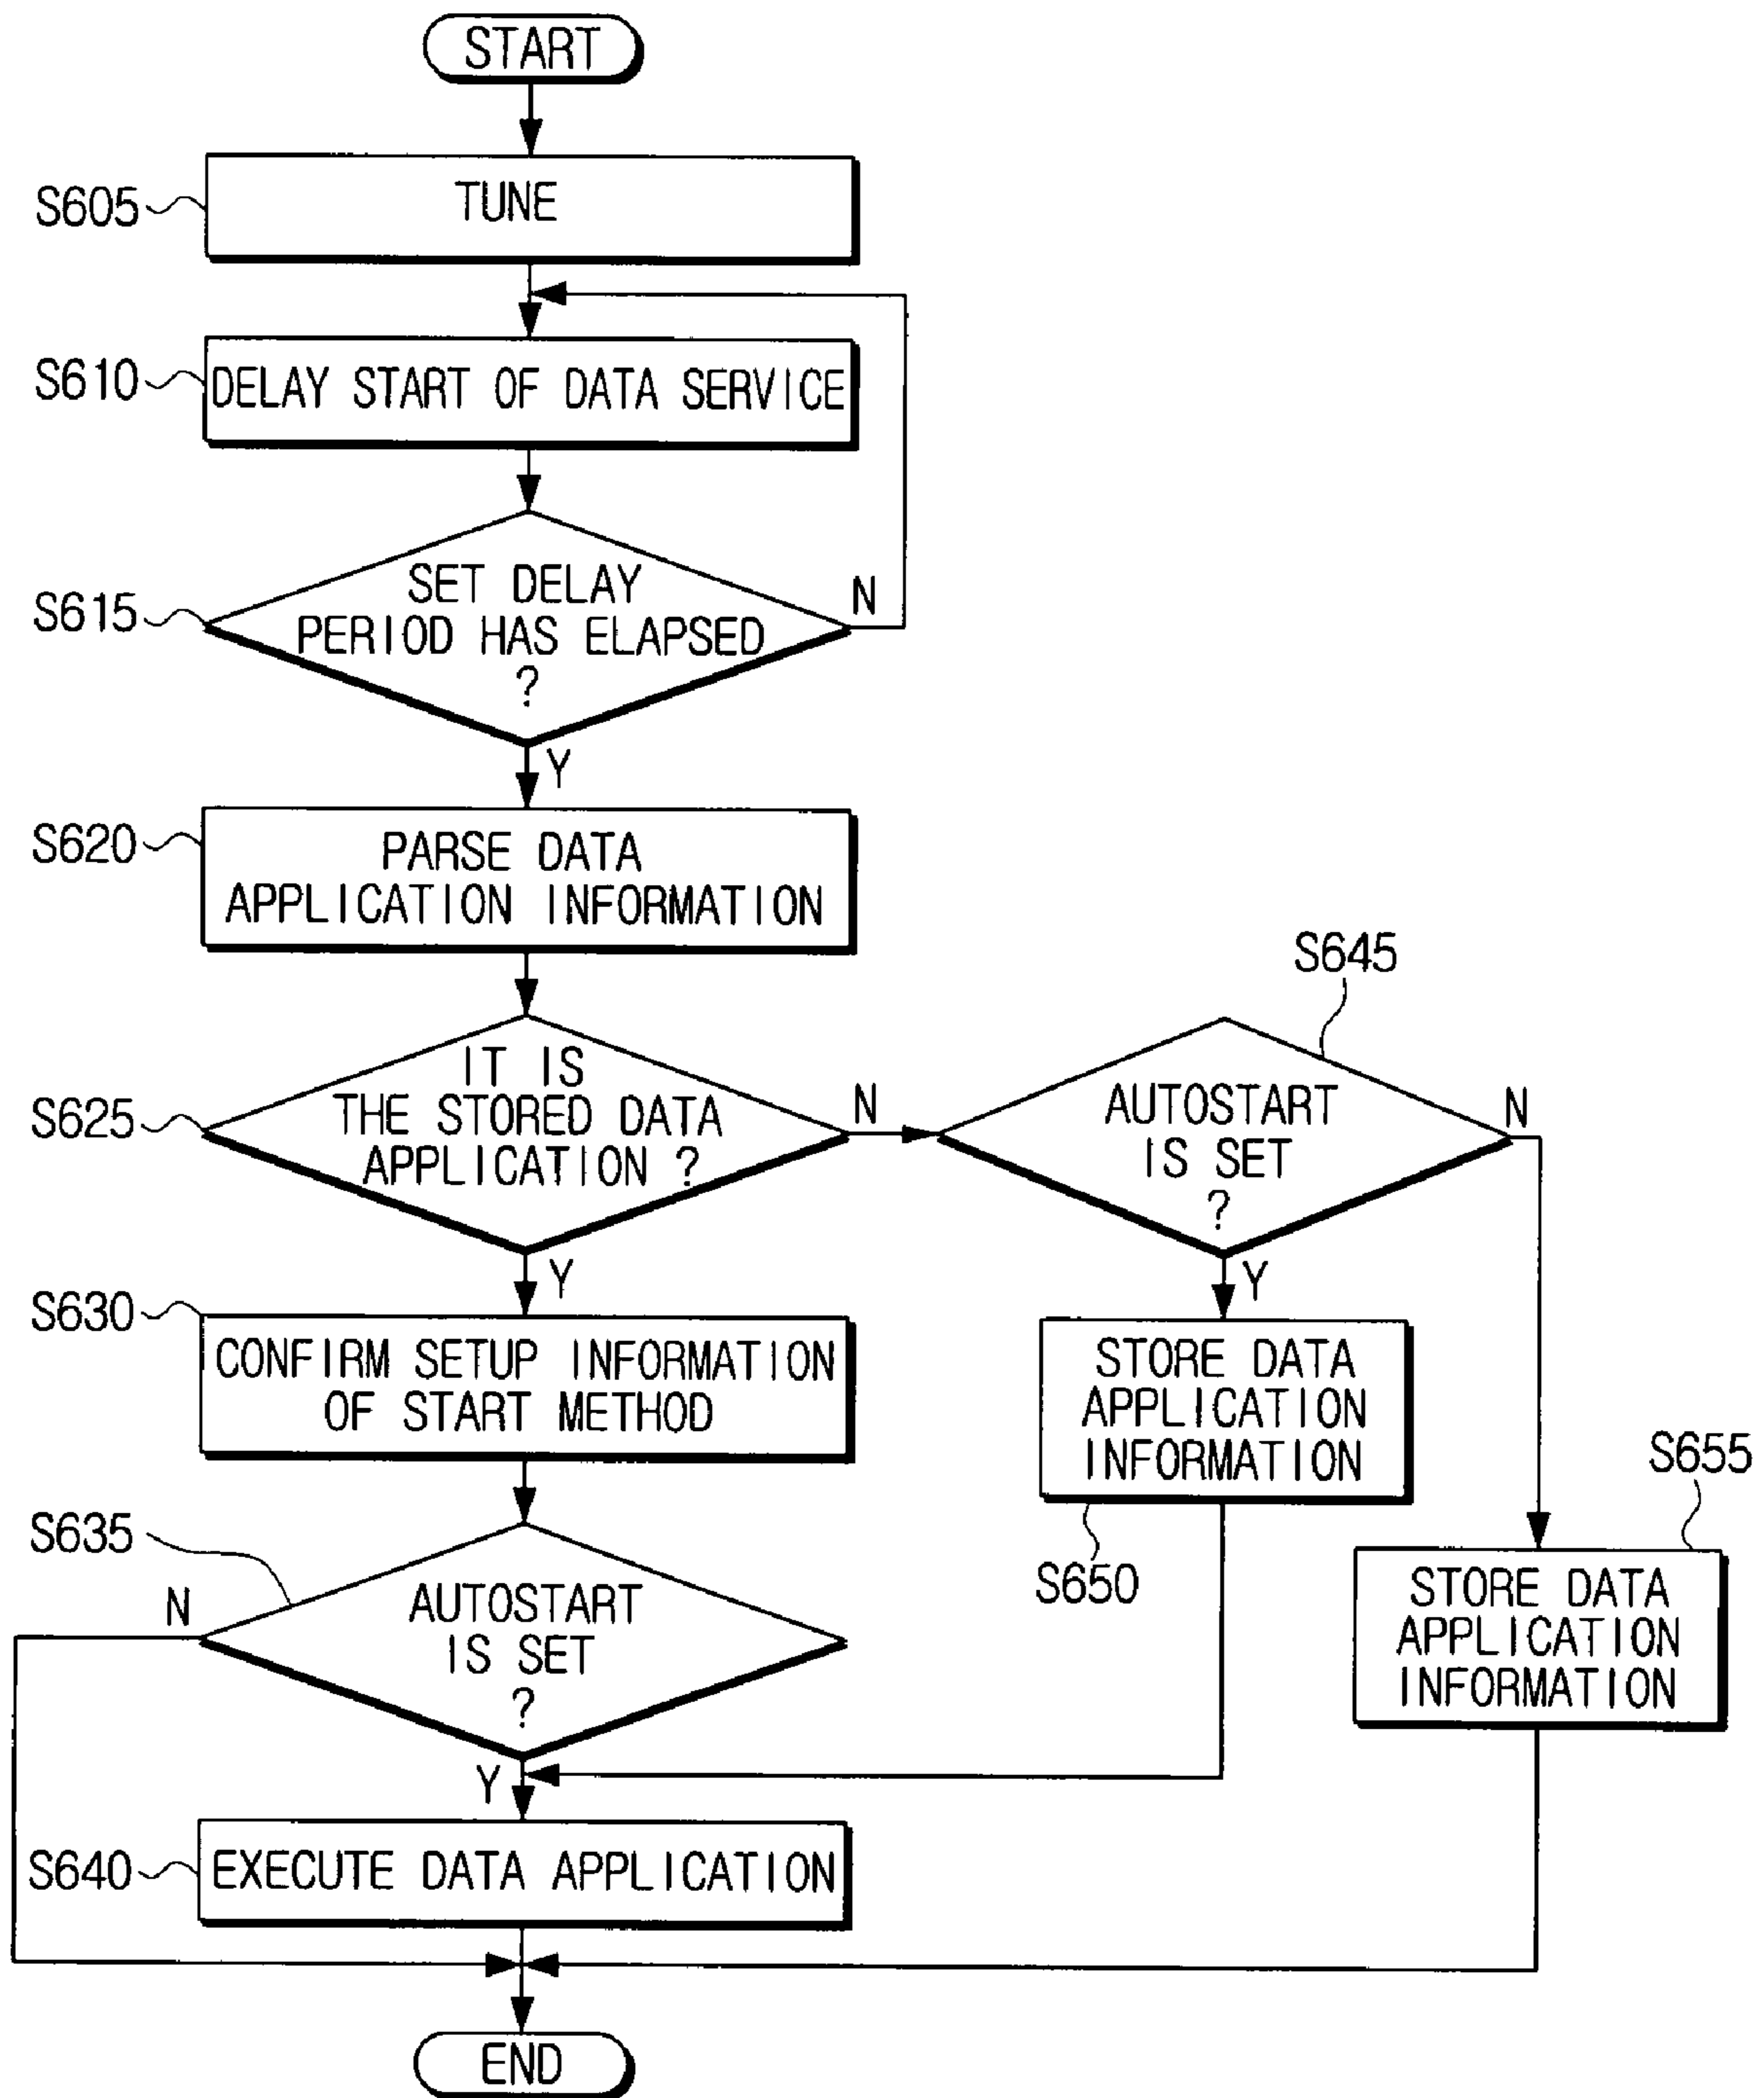 START
S605
TUNE
S610
DELAY START OF DATA SERVICE
S615
SET DELAY
PERIOD HAS ELAPSED
?
N
Y
S620
PARSE DATA
APPLICATION INFORMATION
S625
IT IS
THE STORED DATA
APPLICATION ?
N
Y
S645
AUTOSTART
IS SET
?
N
Y
S630
CONFIRM SETUP INFORMATION
OF START METHOD
STORE DATA
APPLICATION
INFORMATION
S650
S655
STORE DATA
APPLICATION
INFORMATION
S635
N
AUTOSTART
IS SET
?
Y
S640
EXECUTE DATA APPLICATION
END